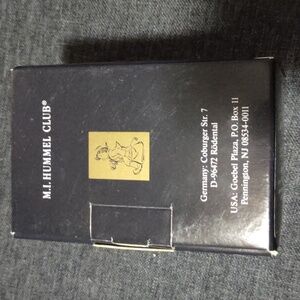 M.I. HUMMEL CLUB®
Germany: Coburger Str. 7
D-96472 Rödental
USA: Goebel Plaza, P.O. Box 11
Pennington, NJ 08534-0011